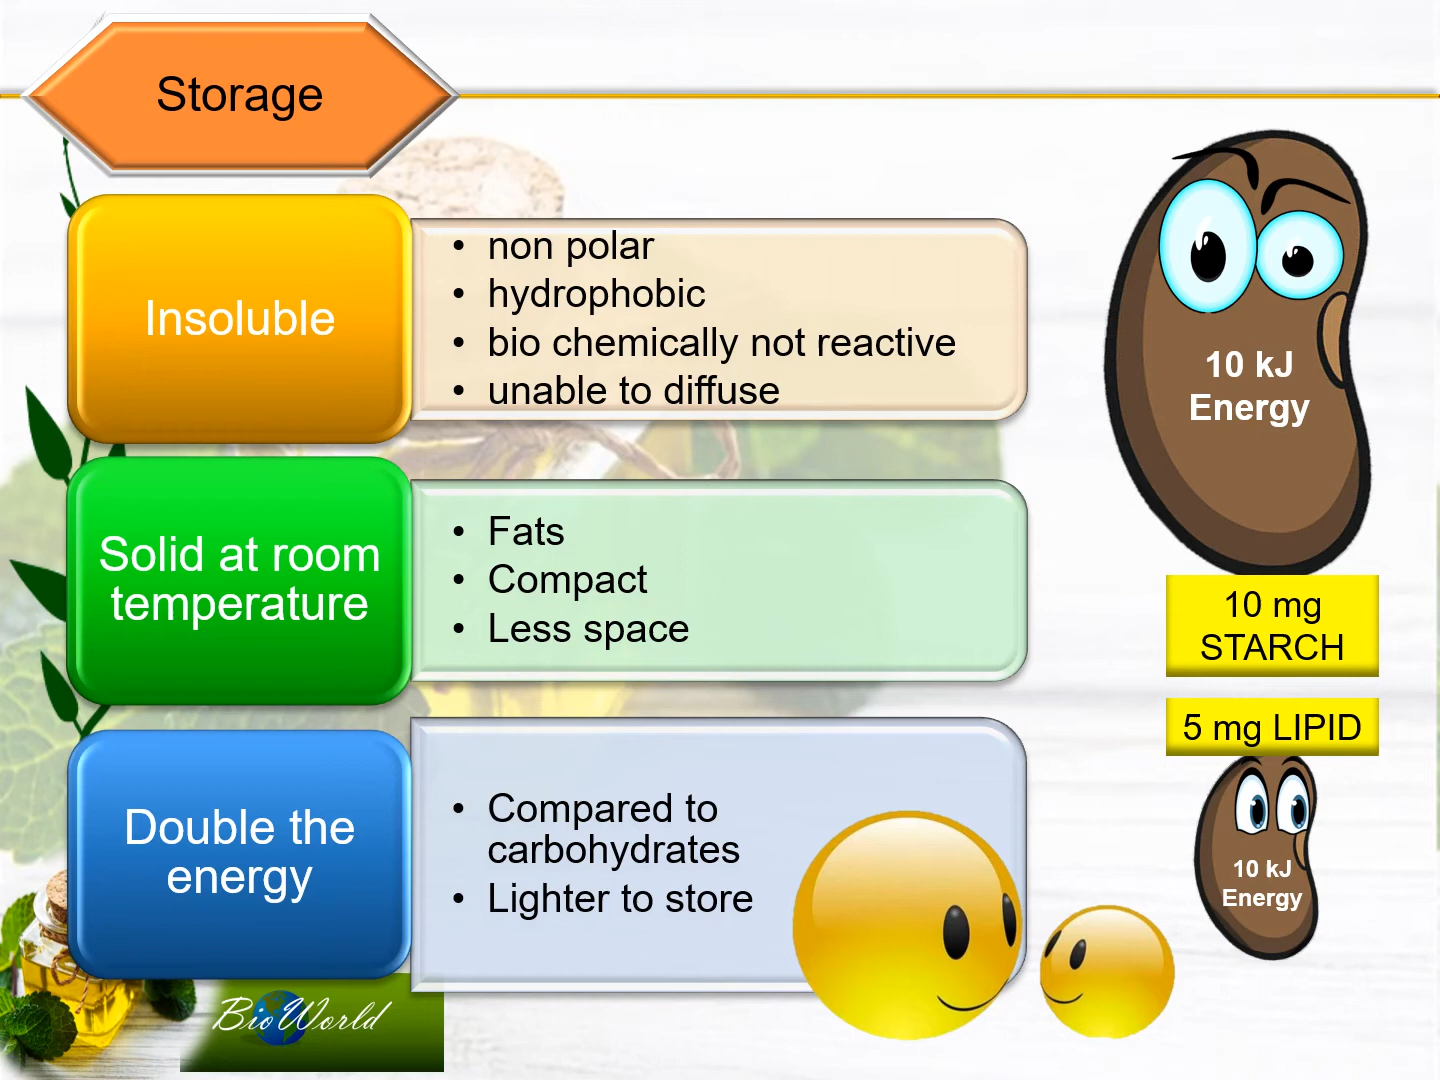 Storage
Insoluble
• non polar
• hydrophobic
• bio chemically not reactive
• unable to diffuse
Solid at room
temperature
• Fats
• Compact
• Less space
Double the
energy
• Compared to
carbohydrates
• Lighter to store
10 kJ
Energy
10 mg
STARCH
5 mg LIPID
10 kJ
Energy
BioWorld